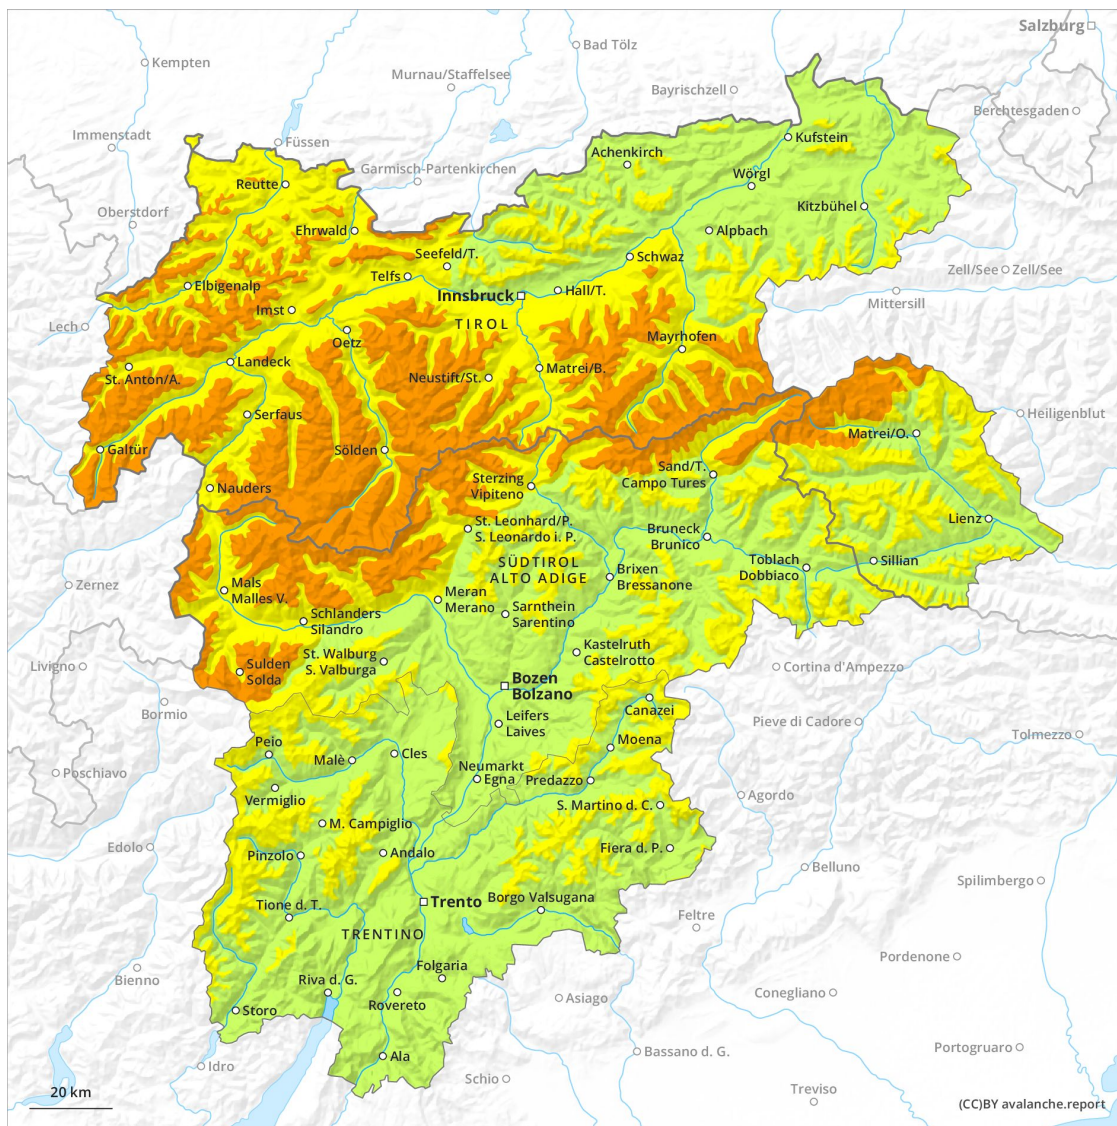 Salzburg
Bad Tölz
Kempten
Murnau/Staffelsee
Bayrischzell
Berchtesgaden
Immenstadt
Füssen
Kufstein
Achenkirch
Garmisch-Partenkirchen
Wörgl
Reutte
Kitzbühel
Oberstdorf
Ehrwald
Alpbach
Seefeld/T.
Schwaz
Telfs
Zell/See
Zell/See
Elbigenalp
Hall/T.
Innsbruck
Mittersill
Imst
TIROL
Lech
Oetz
Mayrhofen
Landeck
Matrei/B.
St. Anton/A.
Neustift/St.
Serfaus
Heiligenblut
Matrei/O.
Galtür
Sölden
Sand/T.
Campo Tures
Sterzing
Vipiteno
Nauders
St. Leonhard/P.
S. Leonardo i. P.
Lienz
Bruneck
Brunico
SÜDTIROL
ALTO ADIGE
Toblach
Dobbiaco
Sillian
Brixen
Bressanone
Zernez
Mals
Malles V.
Meran
Merano
Sarnthein
Sarentino
Schlanders
Silandro
Kastelruth
Castelrotto
St. Walburg
S. Valburga
Livigno
Sulden
Solda
Cortina d'Ampezzo
Bozen
Bolzano
Bormio
Canazei
Leifers
Laives
Pieve di Cadore
Tolmezzo
Peio
Moena
Cles
Malè
Neumarkt
Egna
Poschiavo
Predazzo
Vermiglio
Agordo
S. Martino d. C.
M. Campiglio
Edolo
Pinzolo
Andalo
Fiera d. P.
Belluno
Spilimbergo
Borgo Valsugana
Trento
Tione d. T.
Feltre
TRENTINO
Pordenone
Folgaria
Bienno
Riva d. G.
Rovereto
Asiago
Conegliano
Storo
Portogruaro
Bassano d. G.
Ala
Idro
Schio
Treviso
20 km
(CC)BY avalanche.report